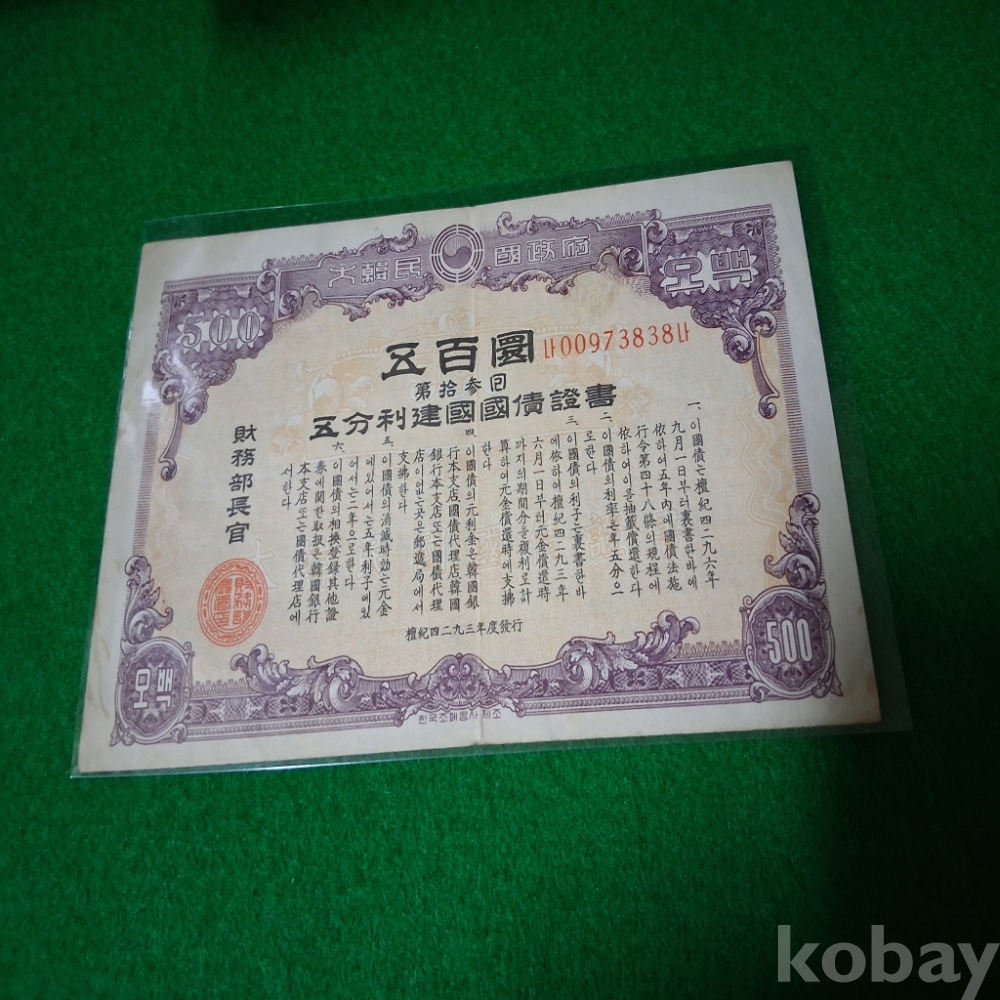 大韓民國政府
500
오백
五百圜
나00973838나
第拾参回
五分利建國國債證書
一、이國債는檀紀四二九六年
九月一日부터裏書한바에
依하여五年內에國債法施
行令第四十八條의規程에
依하여이를抽籤償還한다
二、이國債의利率은年五分으
로한다
三、이國債의利子는裏書한바
에依하여檀紀四二九三年
六月一日부터元金償還時
까지의期間分을複利로計
算하여元金償還時에支拂
한다
四、이國債의元利金은韓國銀
行本支店國債代理店韓國
銀行本支店또는國債代理
店이없는곳은郵遞局에서
支拂한다
五、이國債의消滅時効는元金
에있어서는五年利子에있
어서는二年으로한다
六、이國債의相換登錄其他證
券에關한取扱은韓國銀行
本支店또는國債代理店에
서한다
財務部長官
檀紀四二九三年度發行
오백
500
한국조폐공사제조
kobay